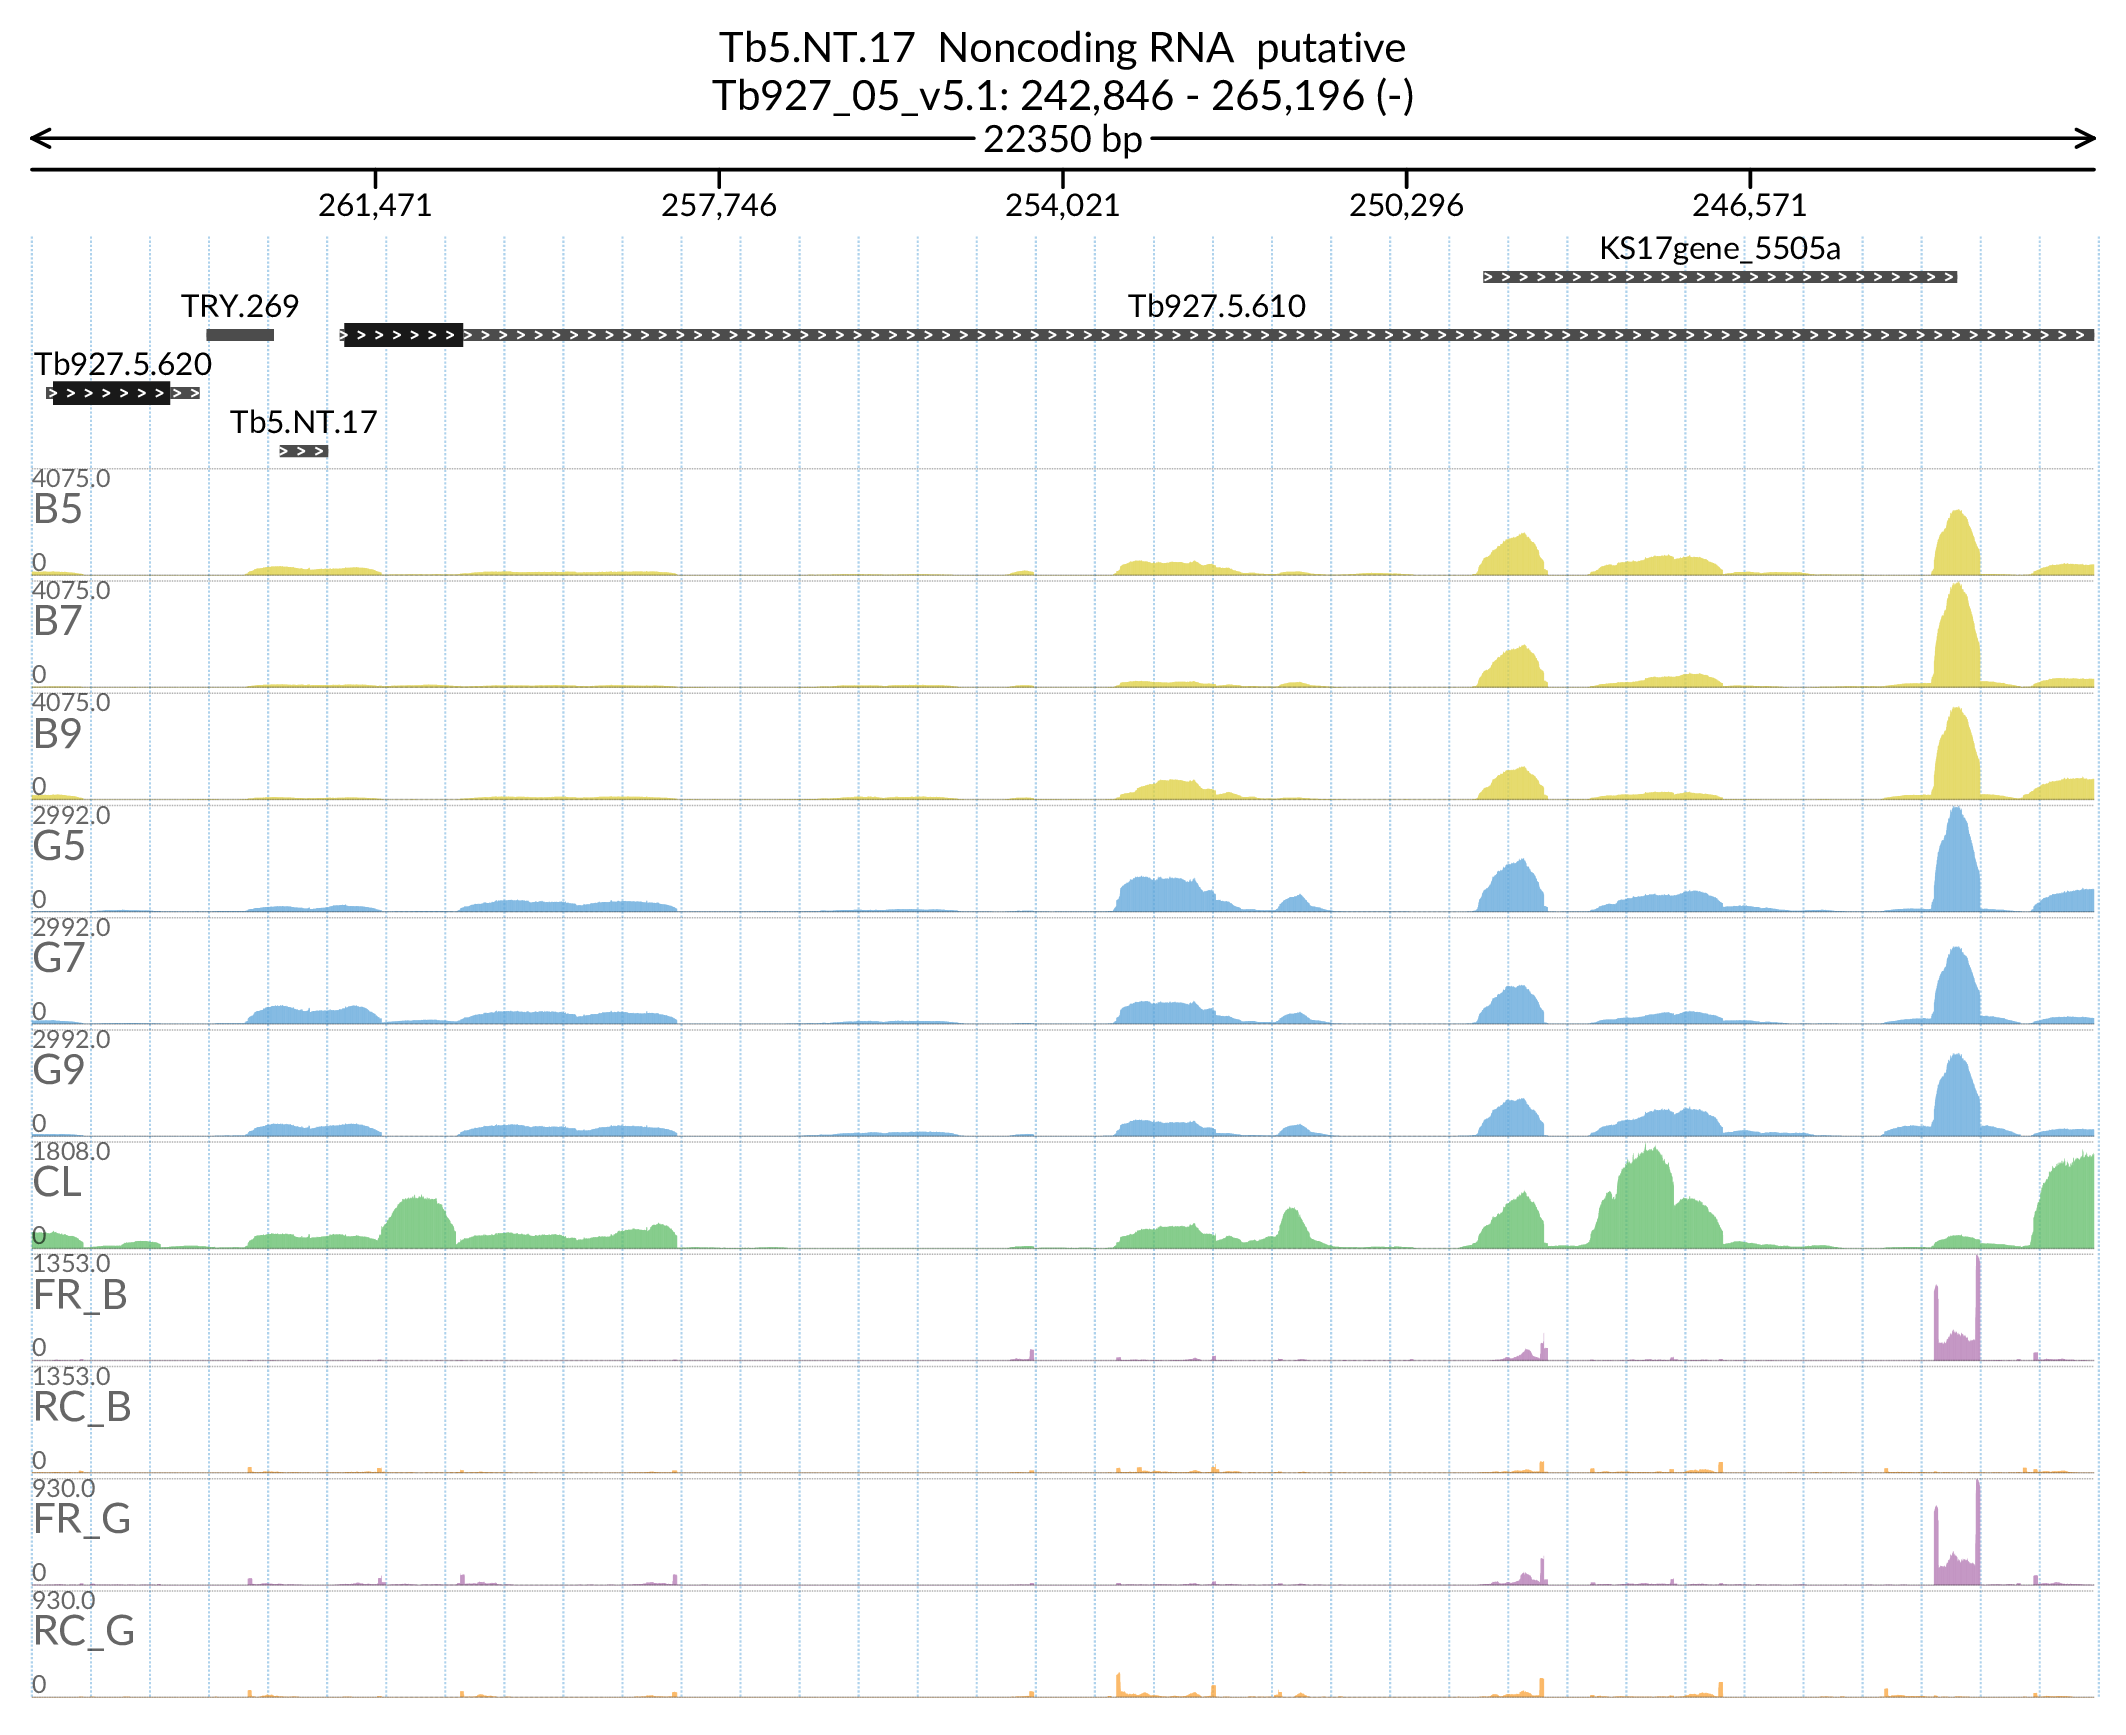 Tb5.NT.17 Noncoding RNA putative
Tb927_05_v5.1: 242,846 - 265,196 (-)
22350 bp
261,471 257,746 254,021 250,296 246,571
KS17gene_5505a
TRY.269 Tb927.5.610
Tb927.5.620
Tb5.NT.17
4075.0
B5
0
4075.0
B7
0
4075.0
B9
0
2992.0
G5
0
2992.0
G7
0
2992.0
G9
0
1808.0
CL
0
1353.0
FR_B
0
1353.0
RC_B
0
930.0
FR_G
0
930.0
RC_G
0